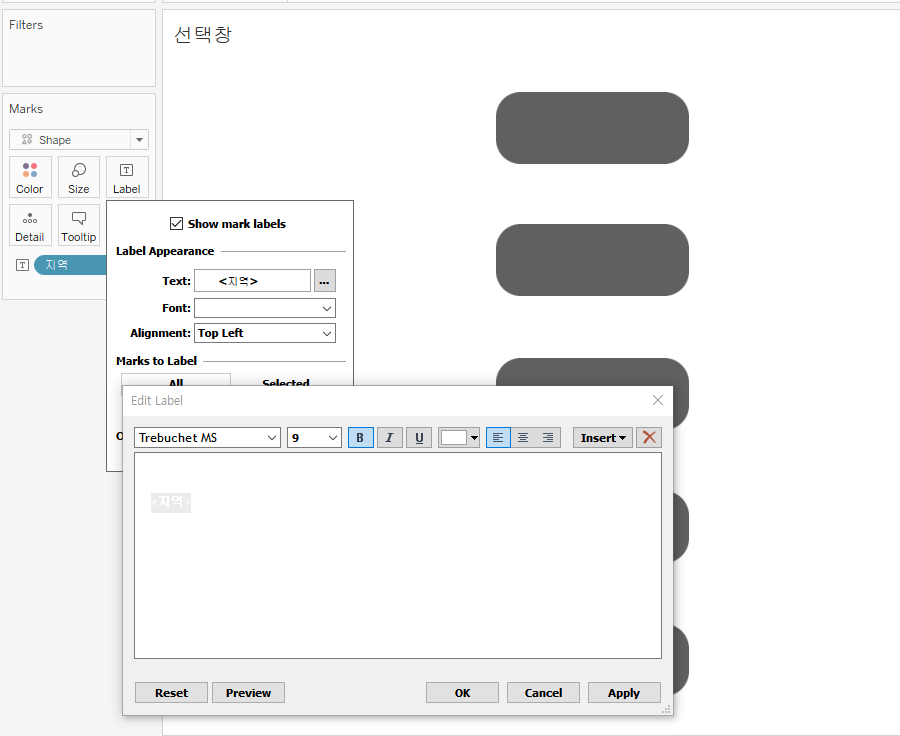 Filters
선택창
Marks
Shape
Color
Size
Label
Detail
Tooltip
지역
Show mark labels
Label Appearance
Text:
<지역>
...
Font:
Alignment:
Top Left
Marks to Label
All
Selected
Edit Label
Trebuchet MS
9
B
I
U
Insert
<지역>
Reset
Preview
OK
Cancel
Apply